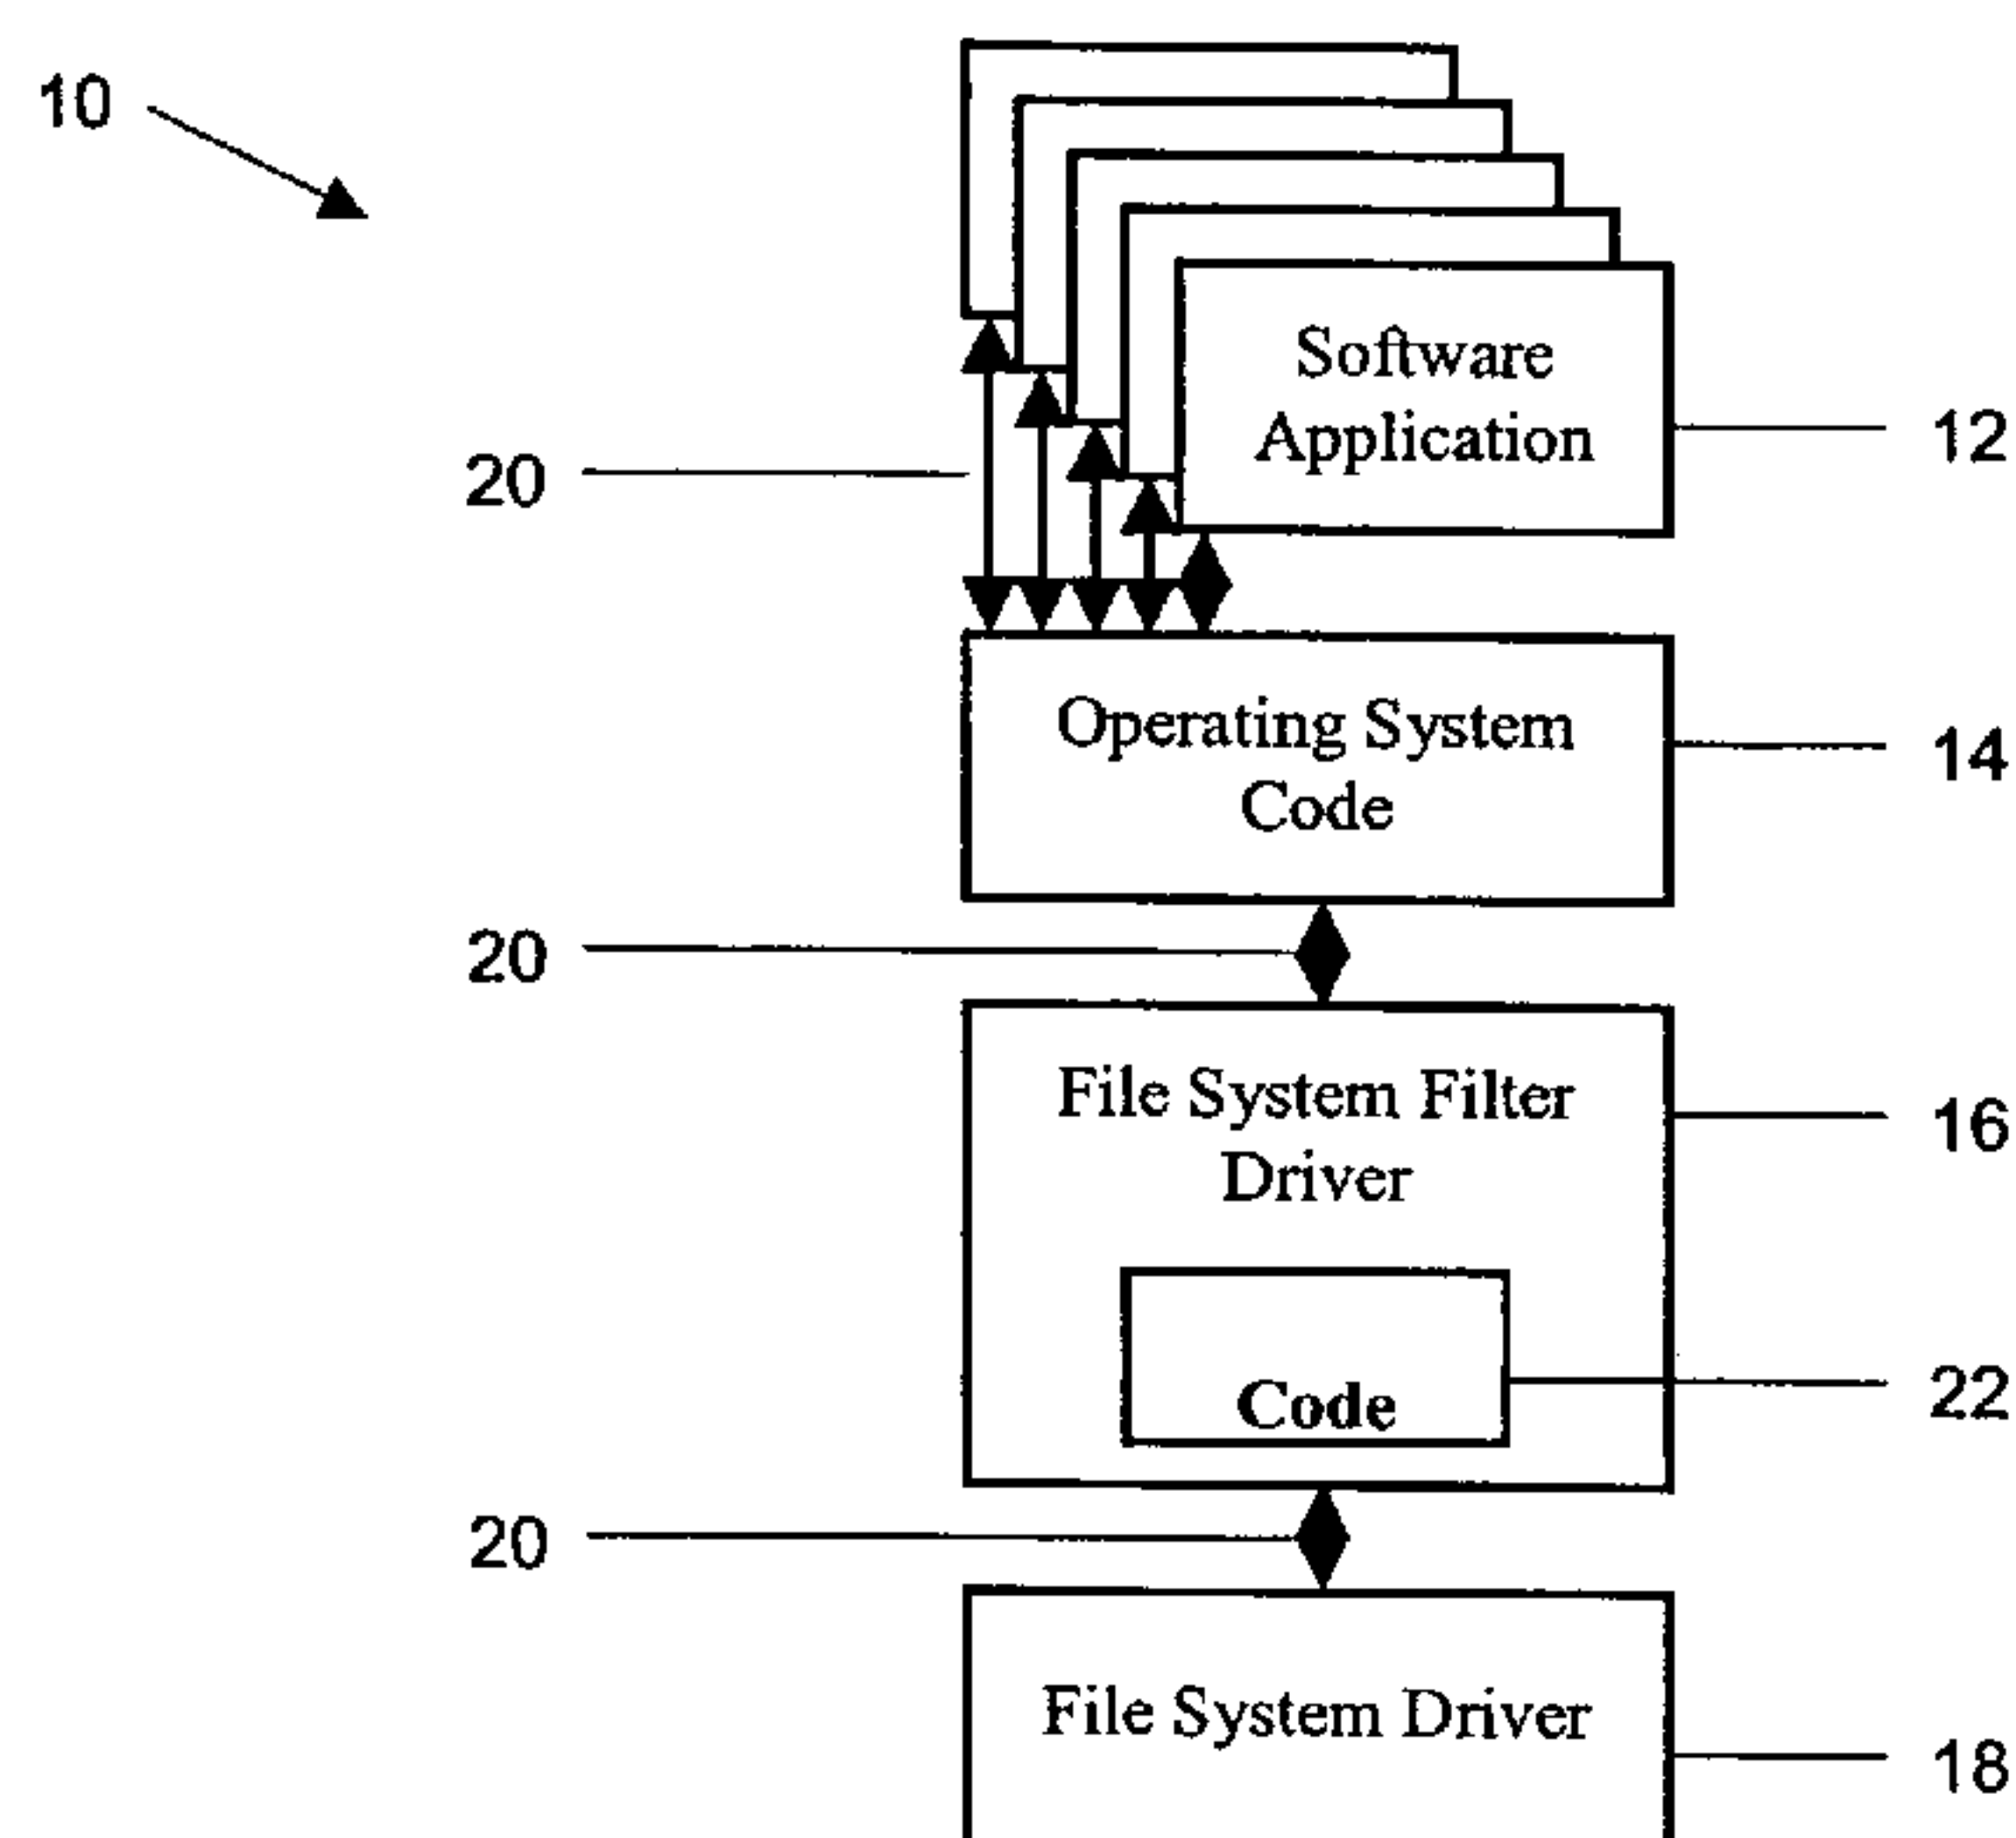 10
Software
Application
12
20
Operating System
Code
14
20
File System Filter
Driver
16
Code
22
20
File System Driver
18